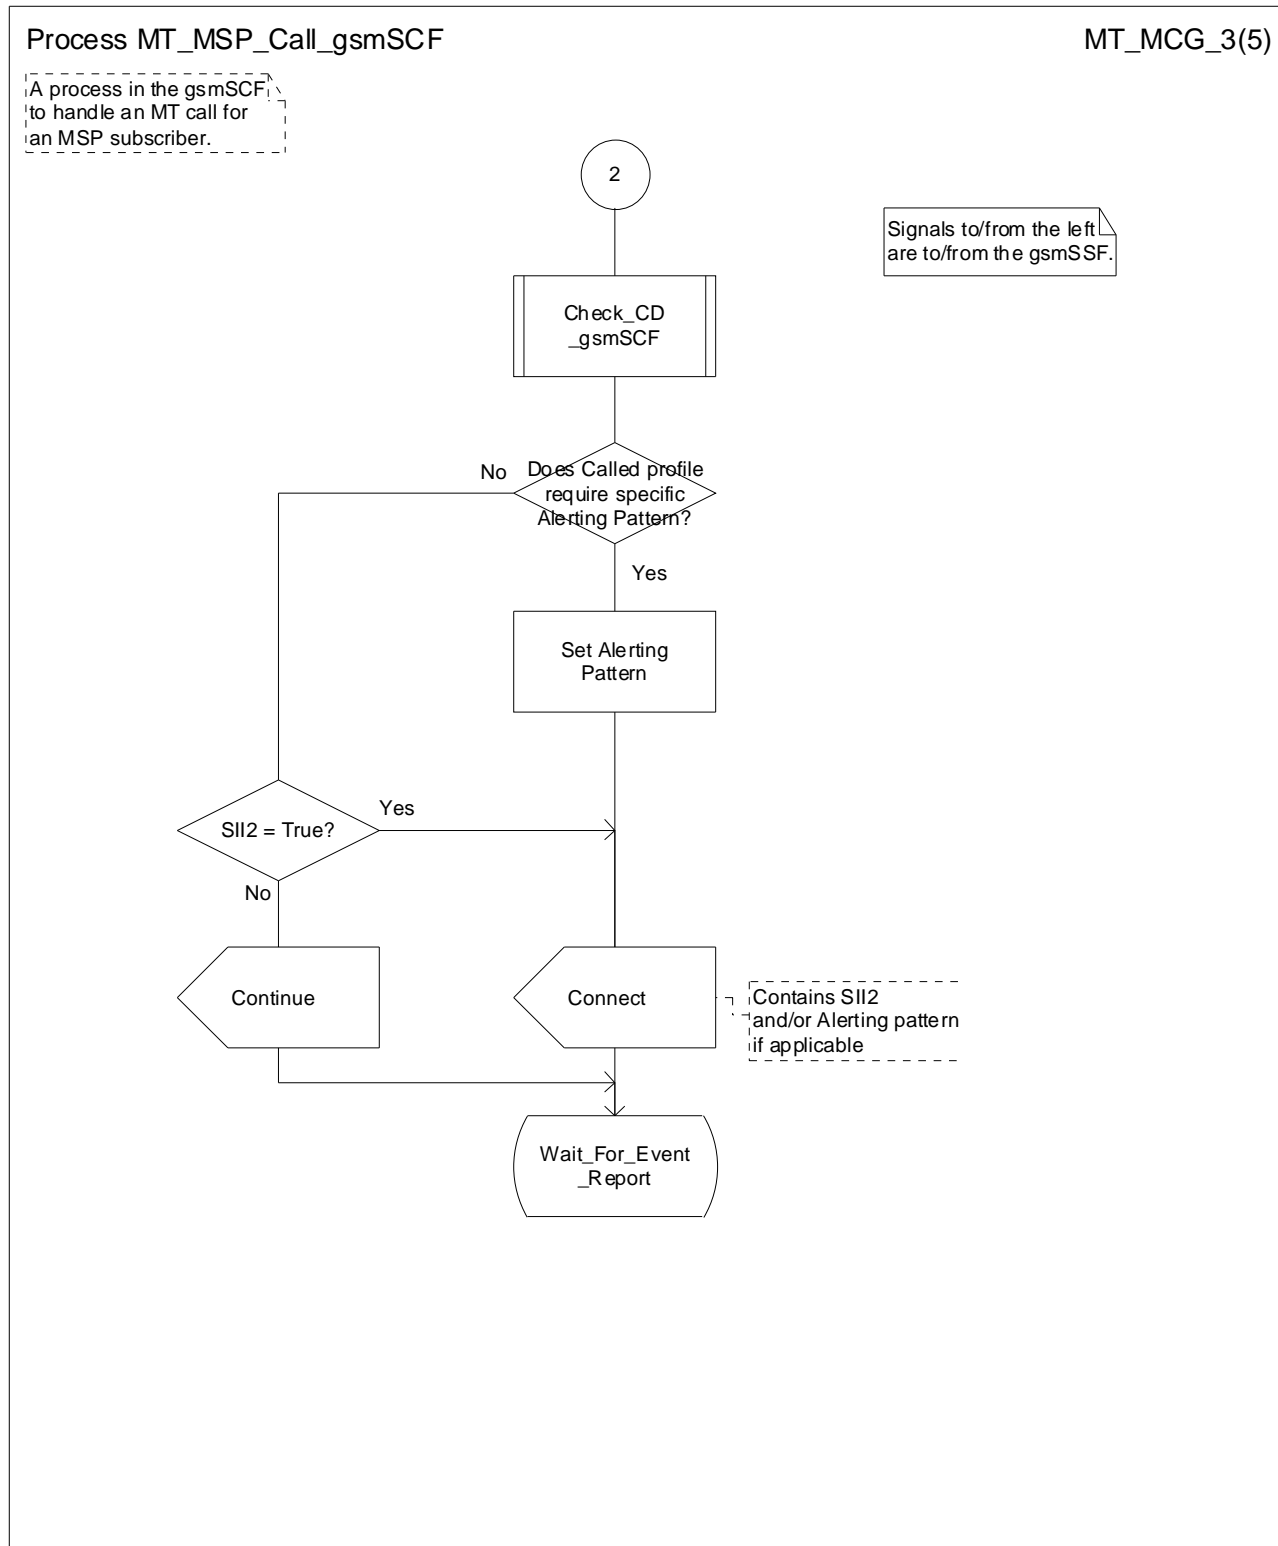 Process MT_MSP_Call_gsmSCF
MT_MCG_3(5)
A process in the gsmSCF
to handle an MT call for
an MSP subscriber.
2
Signals to/from the left
are to/from the gsmSSF.
Check_CD
_gsmSCF
No
Does Called profile
require specific
Alerting Pattern?
Yes
Set Alerting
Pattern
Yes
SII2 = True?
No
Continue
Connect
Contains SII2
and/or Alerting pattern
if applicable
Wait_For_Event
_Report